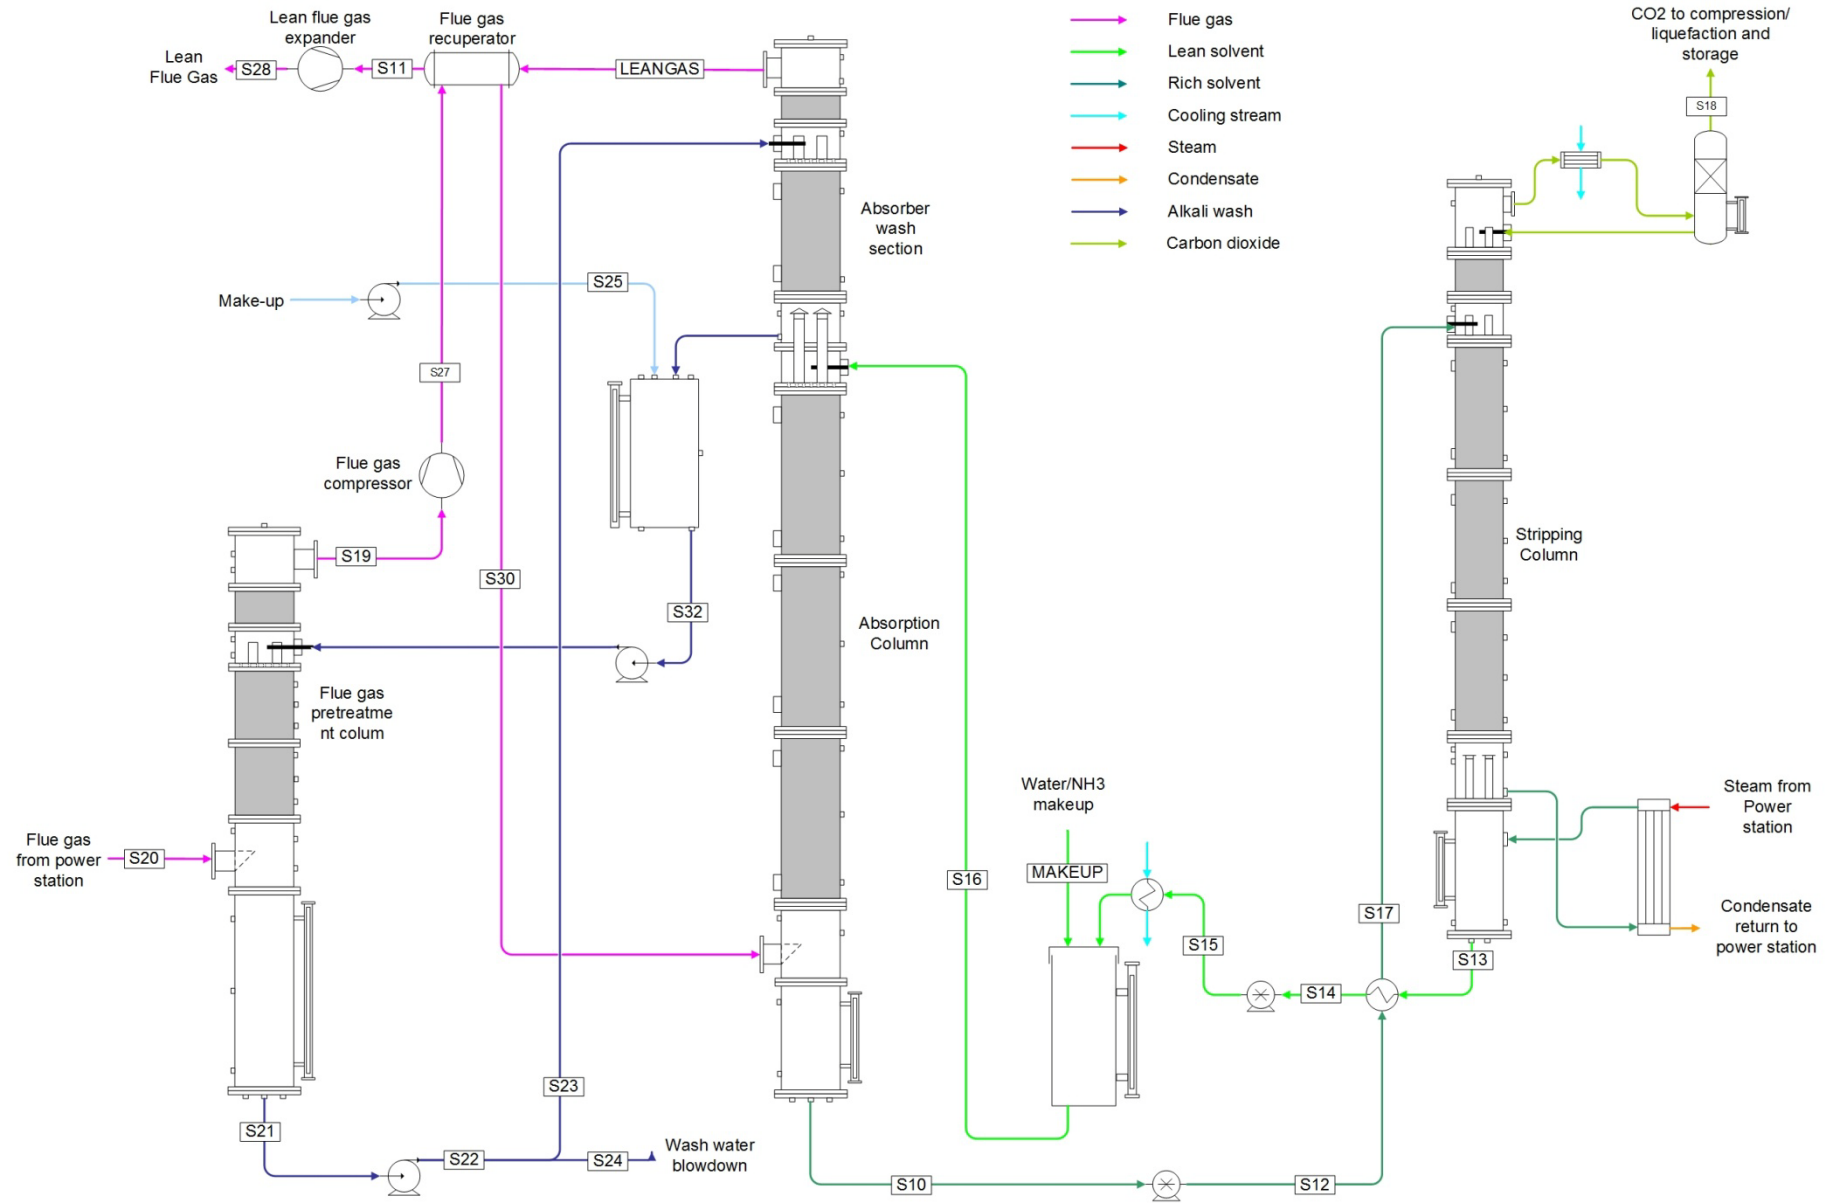 Lean flue gas
expander
Flue gas
recuperator
Lean
Flue Gas
S28
S11
LEANGAS
Flue gas
Lean solvent
Rich solvent
Cooling stream
Steam
Condensate
Alkali wash
Carbon dioxide
CO2 to compression/
liquefaction and
storage
S18
Absorber
wash
section
Make-up
S25
S27
Flue gas
compressor
S19
S30
S32
Absorption
Column
Stripping
Column
Flue gas
pretreatme
nt colum
Flue gas
from power
station
S20
Water/NH3
makeup
MAKEUP
S16
S15
S17
Steam from
Power
station
Condensate
return to
power station
S13
S14
S23
S21
S22
S24
Wash water
blowdown
S10
S12